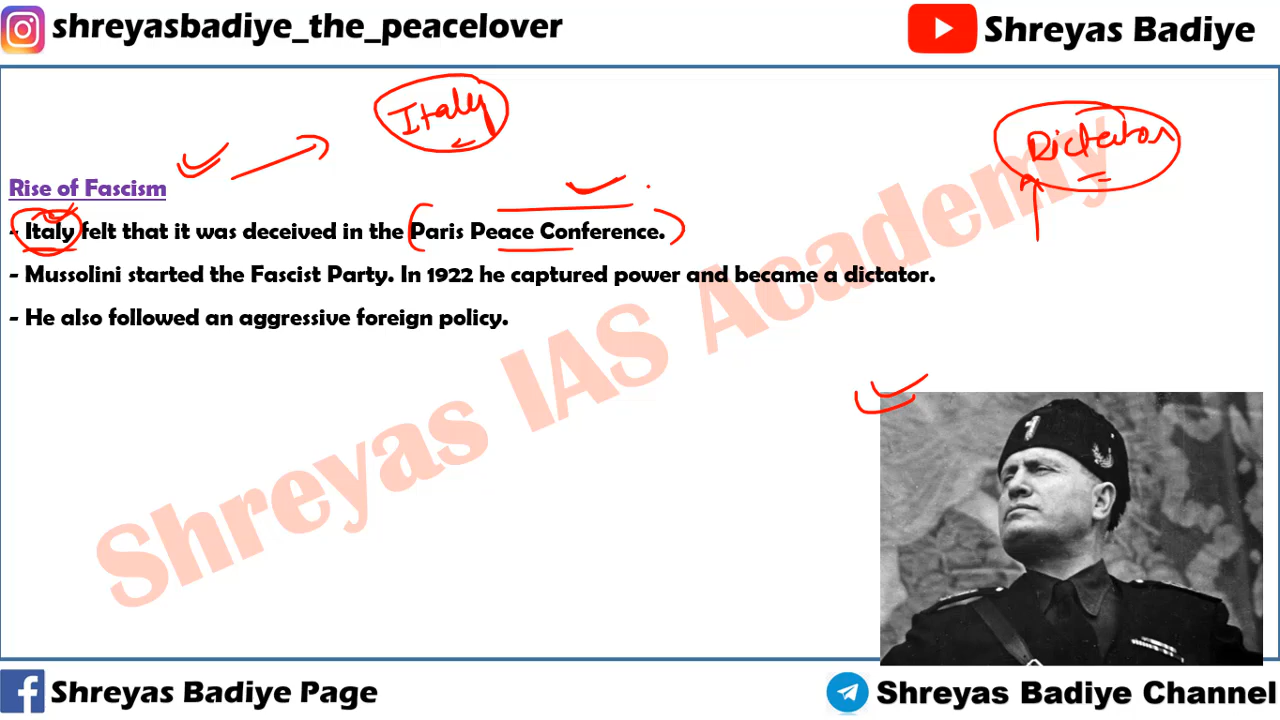 shreyasbadiye_the_peacelover
Shreyas Badiye
Italy
Dictator
Rise of Fascism
- Italy felt that it was deceived in the Paris Peace Conference.
- Mussolini started the Fascist Party. In 1922 he captured power and became a dictator.
- He also followed an aggressive foreign policy.
Shreyas IAS Academy
Shreyas Badiye Page
Shreyas Badiye Channel